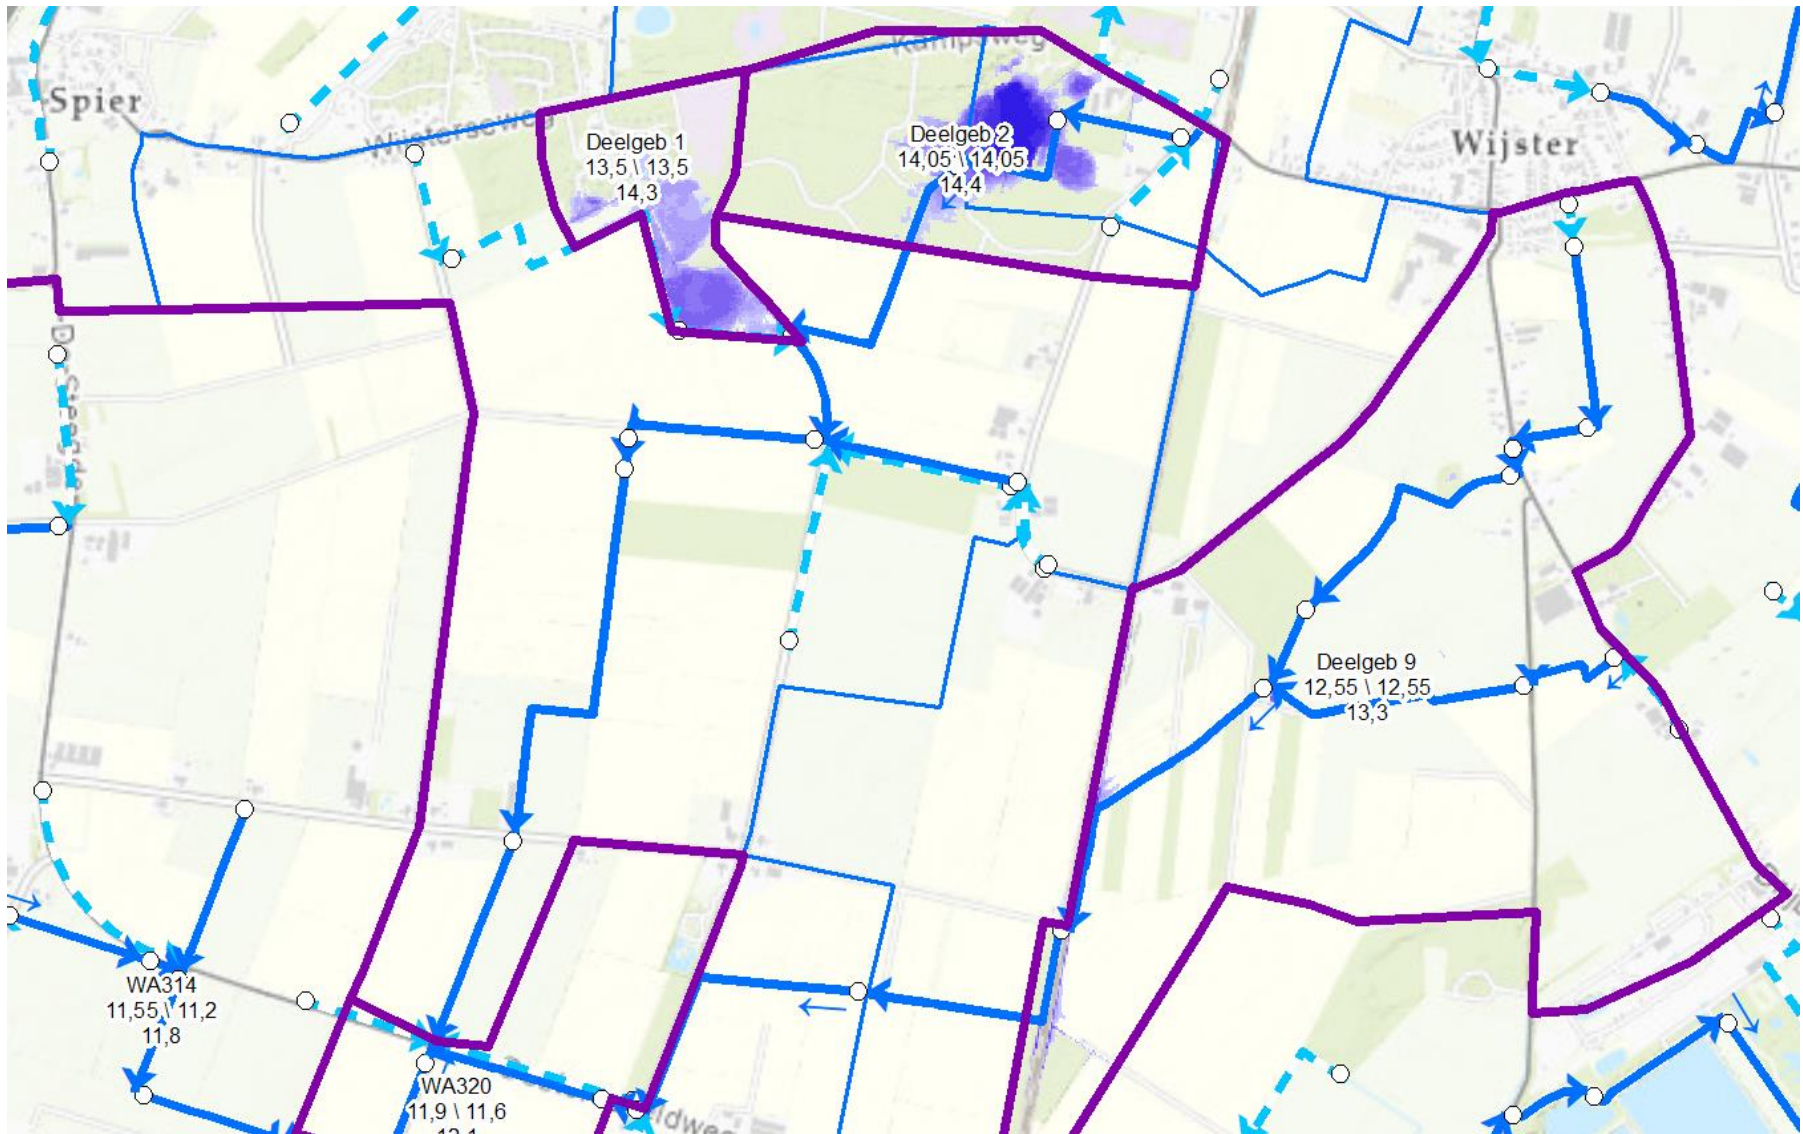 Kampsweg
Spier
Wijsterseweg
Deelgeb 1
13,5 \ 13,5
14,3
Deelgeb 2
14,05 \ 14,05
14,4
Wijster
Deelgeb 9
12,55 \ 12,55
13,3
WA314
11,55 \ 11,2
11,8
WA320
11,9 \ 11,6